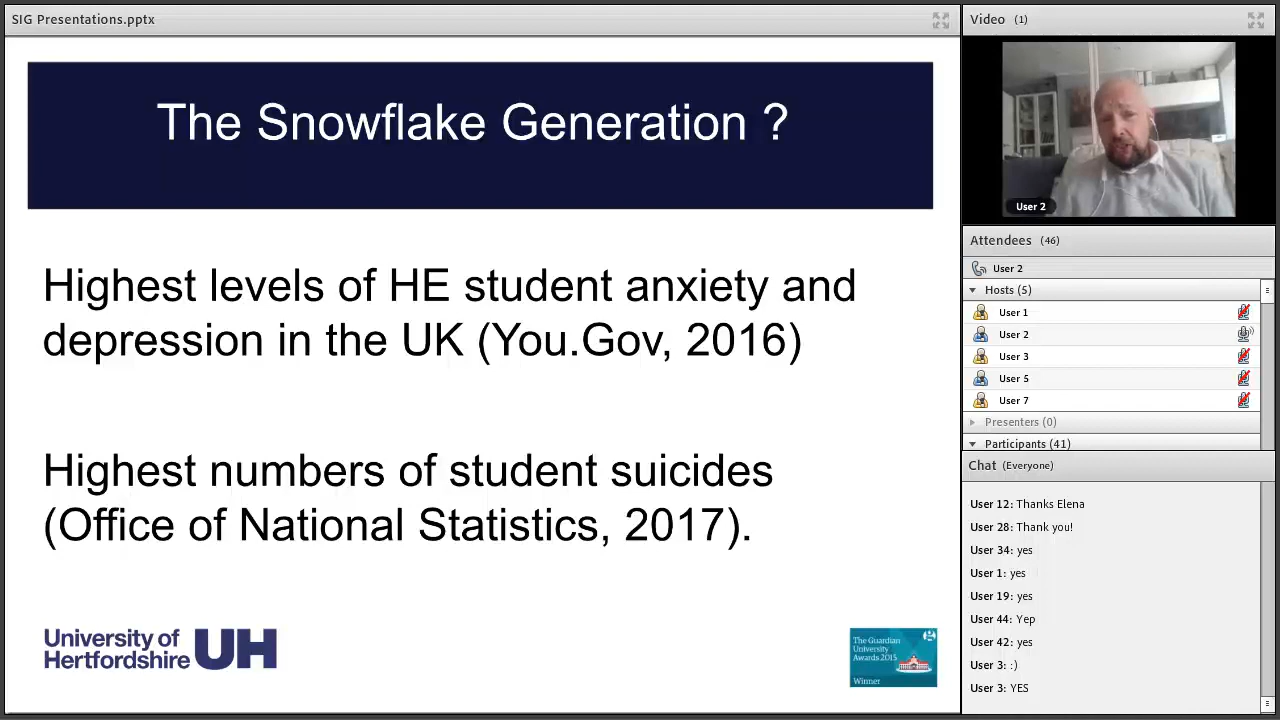 SIG Presentations.pptx
The Snowflake Generation ?
Highest levels of HE student anxiety and
depression in the UK (You.Gov, 2016)
Highest numbers of student suicides
(Office of National Statistics, 2017).
University of
Hertfordshire UH
The Guardian
University
Awards 2015
Winner
Video (1)
User 2
Attendees (46)
User 2
Hosts (5)
User 1
User 2
User 3
User 5
User 7
Presenters (0)
Participants (41)
Chat (Everyone)
User 12: Thanks Elena
User 28: Thank you!
User 34: yes
User 1: yes
User 19: yes
User 44: Yep
User 42: yes
User 3: :)
User 3: YES